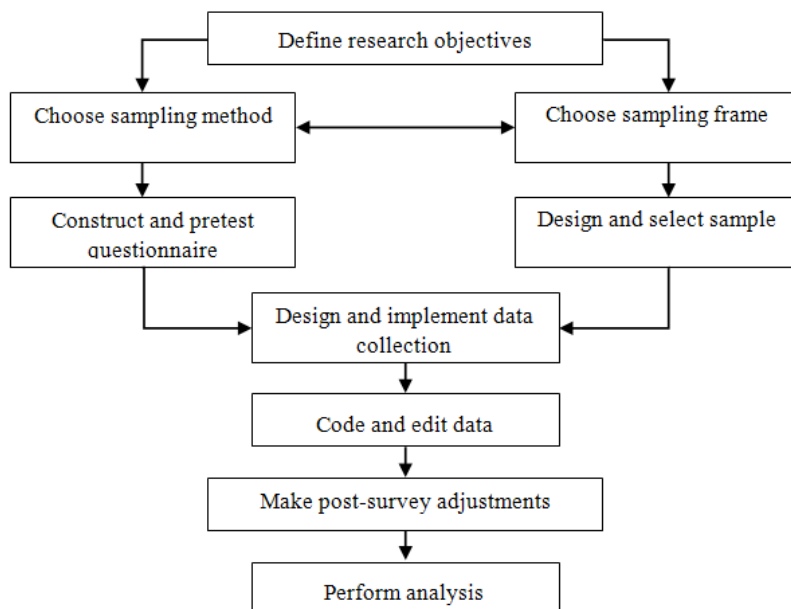 Define research objectives
Choose sampling method
Choose sampling frame
Construct and pretest
questionnaire
Design and select sample
Design and implement data
collection
Code and edit data
Make post-survey adjustments
Perform analysis